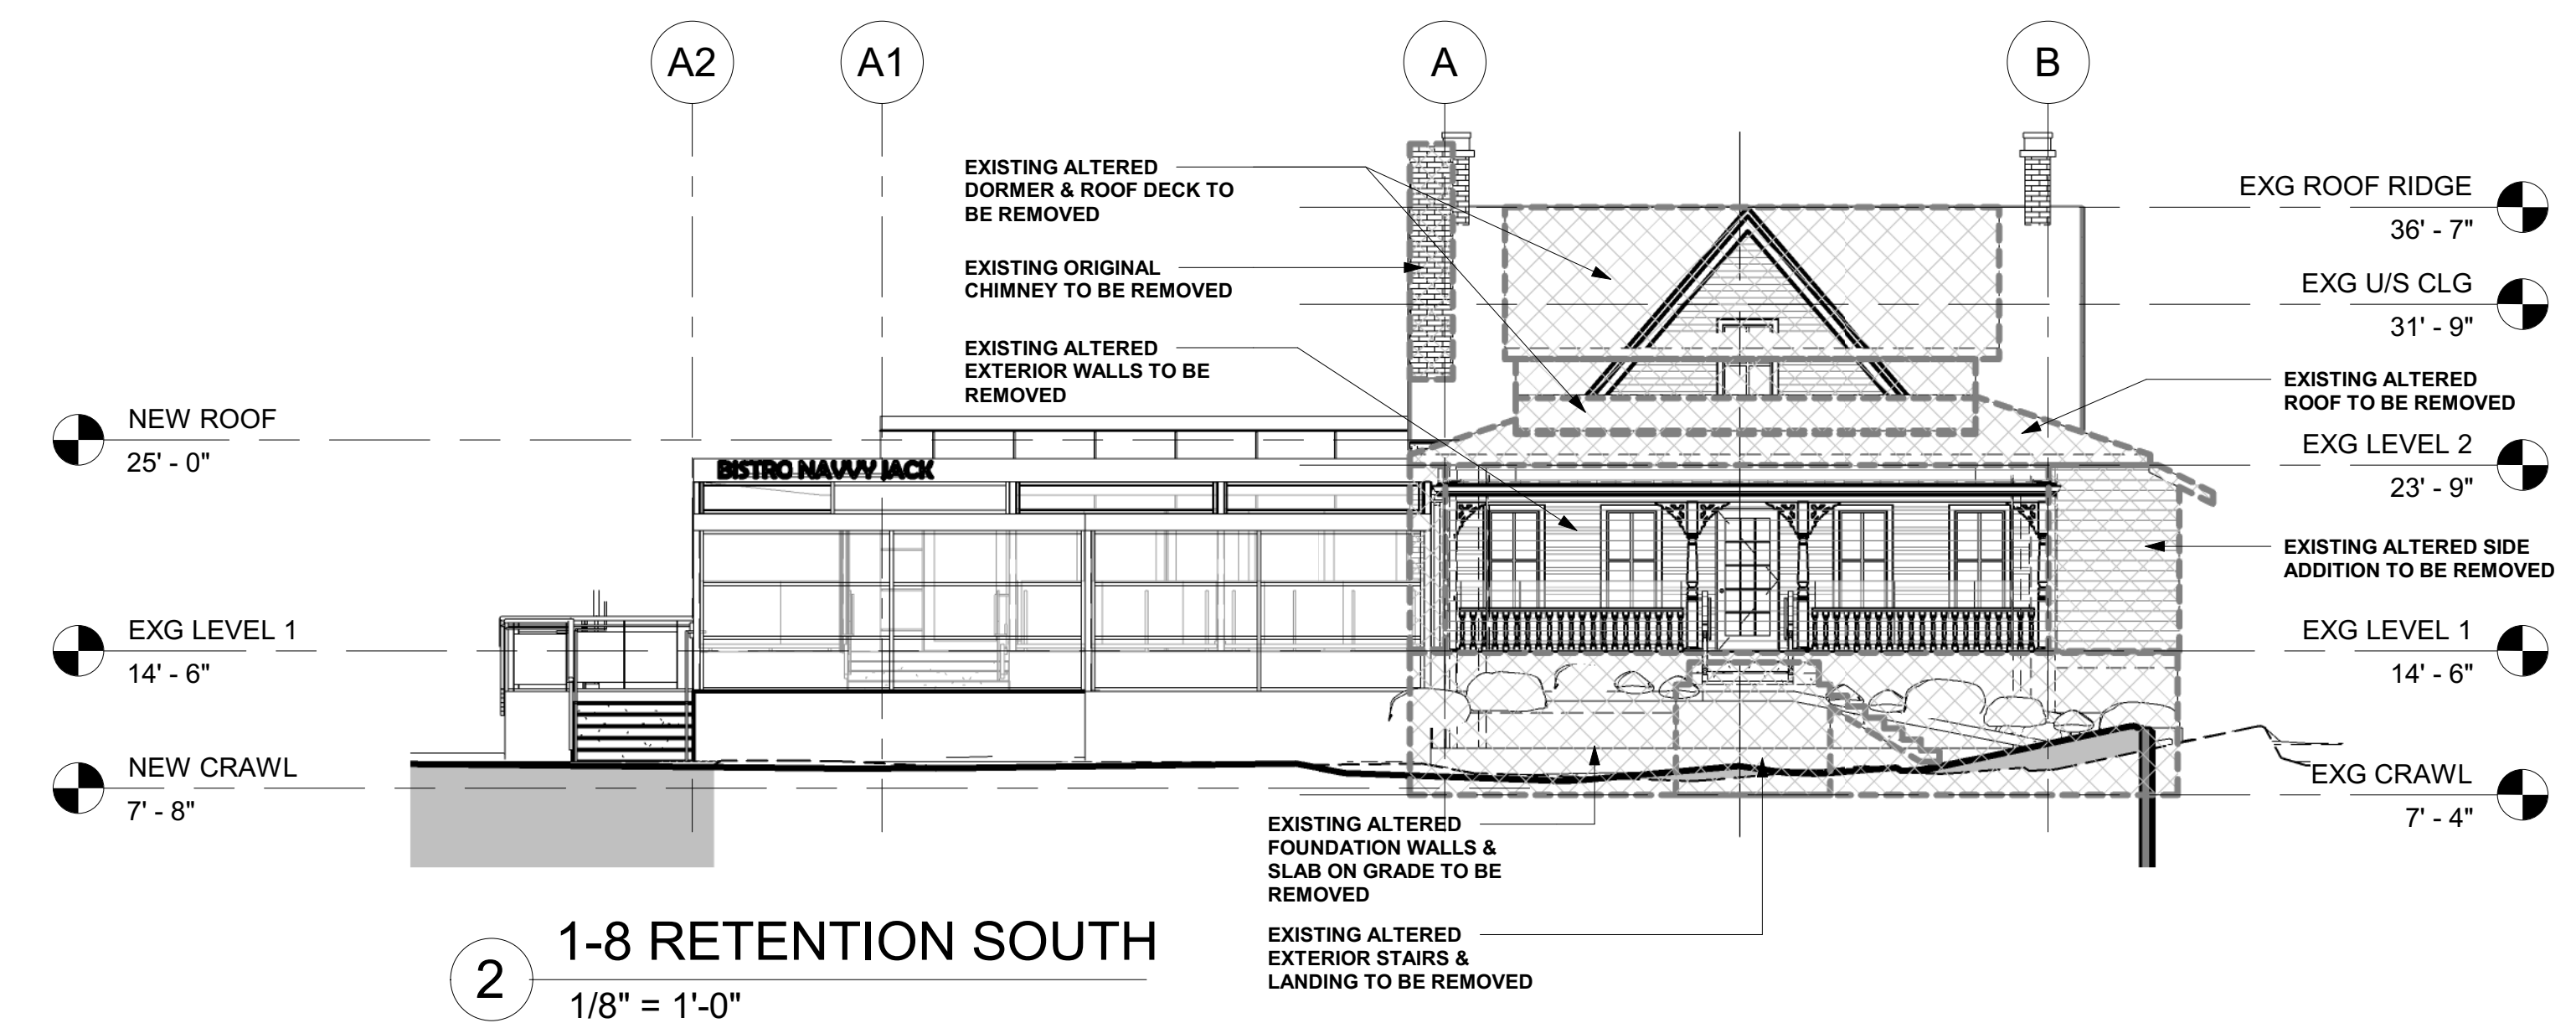 A2
A1
A
B
EXISTING ALTERED
DORMER & ROOF DECK TO
BE REMOVED
EXISTING ORIGINAL
CHIMNEY TO BE REMOVED
EXISTING ALTERED
EXTERIOR WALLS TO BE
REMOVED
EXG ROOF RIDGE
36' - 7"
EXG U/S CLG
31' - 9"
EXISTING ALTERED
ROOF TO BE REMOVED
EXG LEVEL 2
23' - 9"
EXISTING ALTERED SIDE
ADDITION TO BE REMOVED
EXG LEVEL 1
14' - 6"
EXG CRAWL
7' - 4"
NEW ROOF
25' - 0"
BISTRO NAVVY JACK
EXG LEVEL 1
14' - 6"
NEW CRAWL
7' - 8"
EXISTING ALTERED
FOUNDATION WALLS &
SLAB ON GRADE TO BE
REMOVED
EXISTING ALTERED
EXTERIOR STAIRS &
LANDING TO BE REMOVED
2
1-8 RETENTION SOUTH
1/8" = 1'-0"